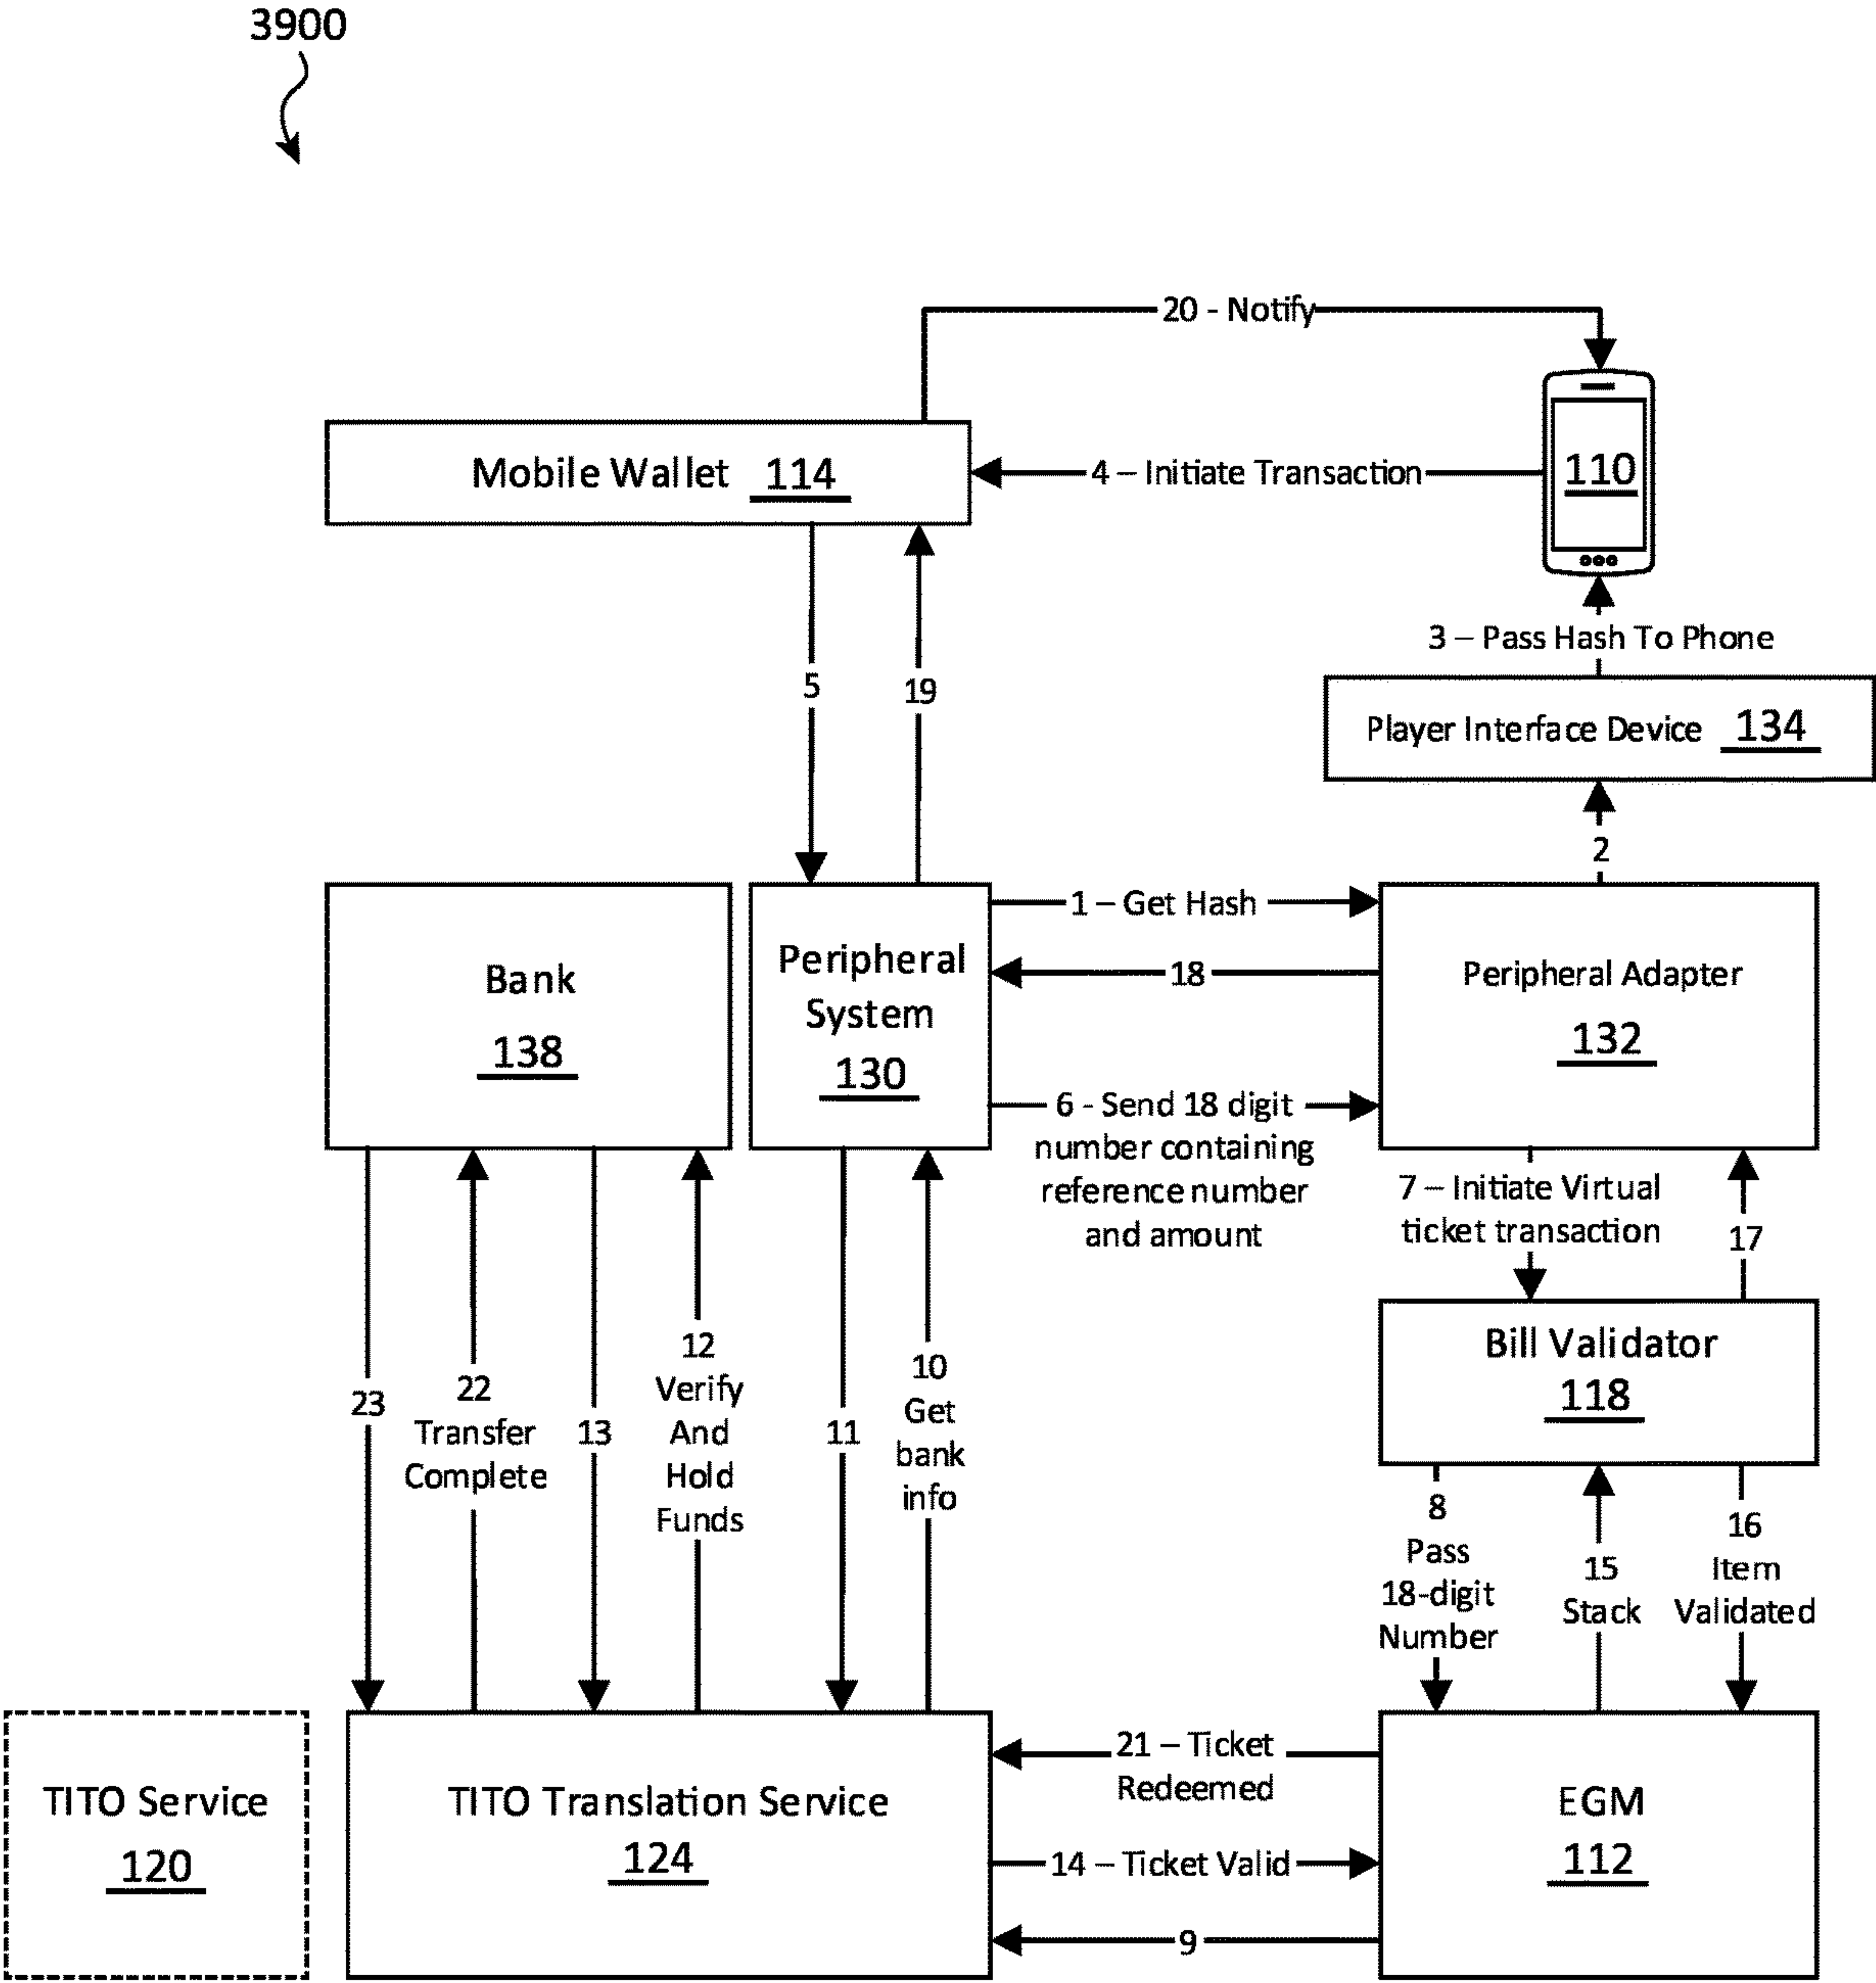 3900
20 - Notify
Mobile Wallet 114
4 – Initiate Transaction
110
3 – Pass Hash To Phone
5
19
Player Interface Device 134
2
1 – Get Hash
Bank
138
Peripheral
System
130
18
Peripheral Adapter
132
6 - Send 18 digit
number containing
reference number
and amount
7 – Initiate Virtual
ticket transaction
17
Bill Validator
118
23
22
Transfer
Complete
13
12
Verify
And
Hold
Funds
11
10
Get
bank
info
8
Pass
18-digit
Number
15
Stack
16
Item
Validated
TITO Service
120
TITO Translation Service
124
21 – Ticket
Redeemed
14 – Ticket Valid
9
EGM
112